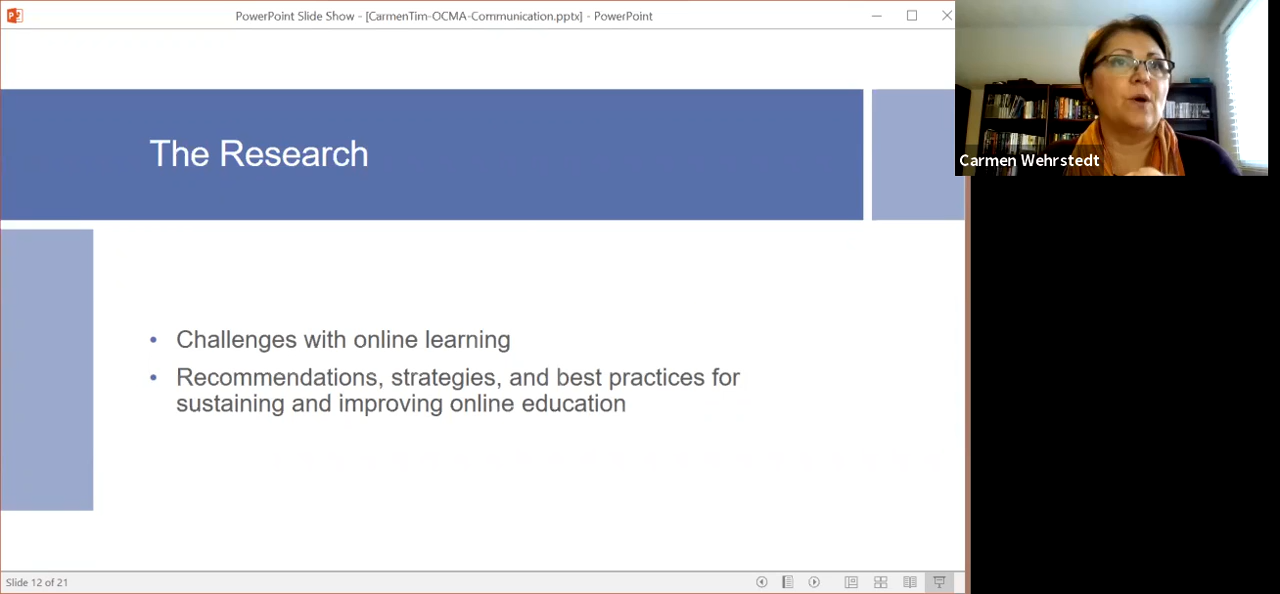 PowerPoint Slide Show - [CarmenTim-OCMA-Communication.pptx] - PowerPoint
Carmen Wehrstedt
The Research
• Challenges with online learning
• Recommendations, strategies, and best practices for
sustaining and improving online education
Slide 12 of 21